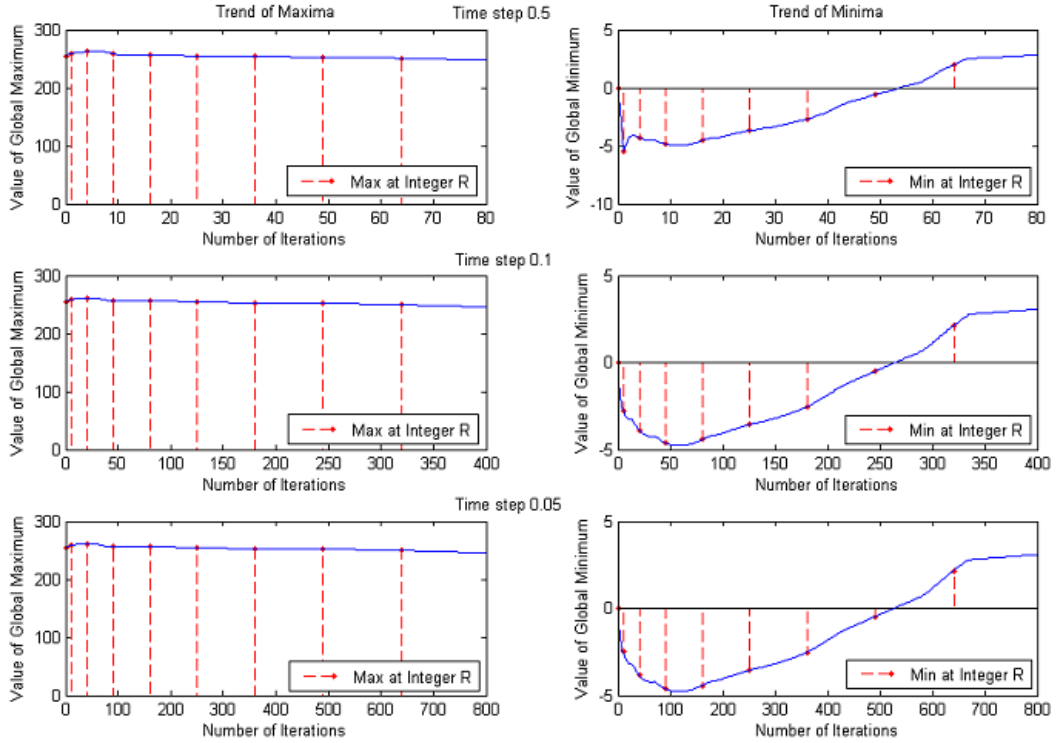 Trend of Maxima
Time step 0.5
Trend of Minima
300
200
100
0
Value of Global Maximum
Max at Integer R
0 10 20 30 40 50 60 70 80
Number of Iterations
5
0
-5
-10
Value of Global Minimum
Min at Integer R
0 10 20 30 40 50 60 70 80
Number of Iterations
Time step 0.1
300
200
100
0
Value of Global Maximum
Max at Integer R
0 50 100 150 200 250 300 350 400
Number of Iterations
5
0
-5
Value of Global Minimum
Min at Integer R
0 50 100 150 200 250 300 350 400
Number of Iterations
Time step 0.05
300
200
100
0
Value of Global Maximum
Max at Integer R
0 100 200 300 400 500 600 700 800
Number of Iterations
5
0
-5
Value of Global Minimum
Min at Integer R
0 100 200 300 400 500 600 700 800
Number of Iterations